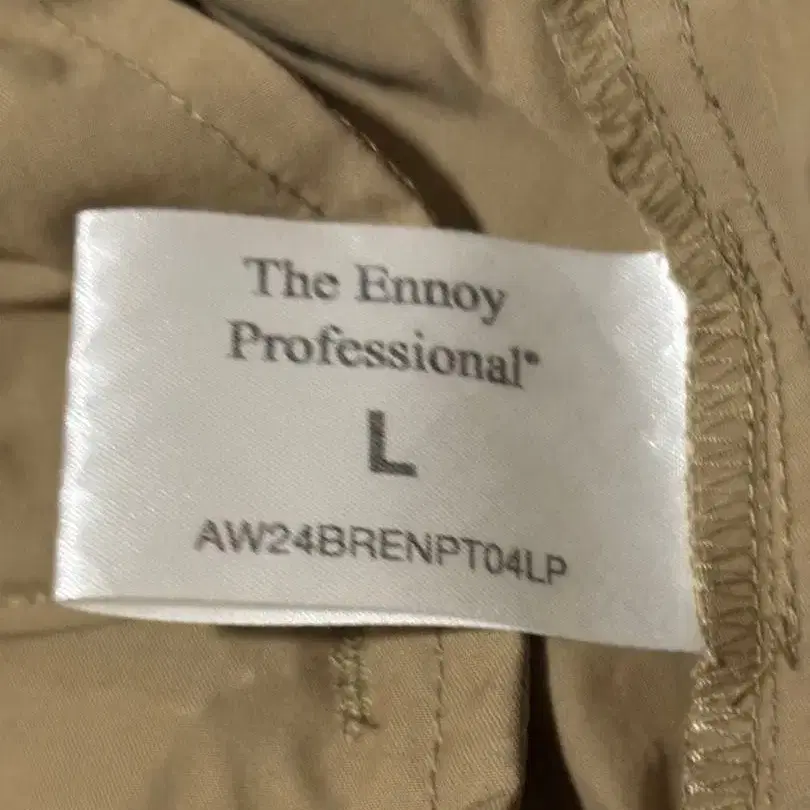 The Ennoy
Professional®
L
AW24BRENPT04LP